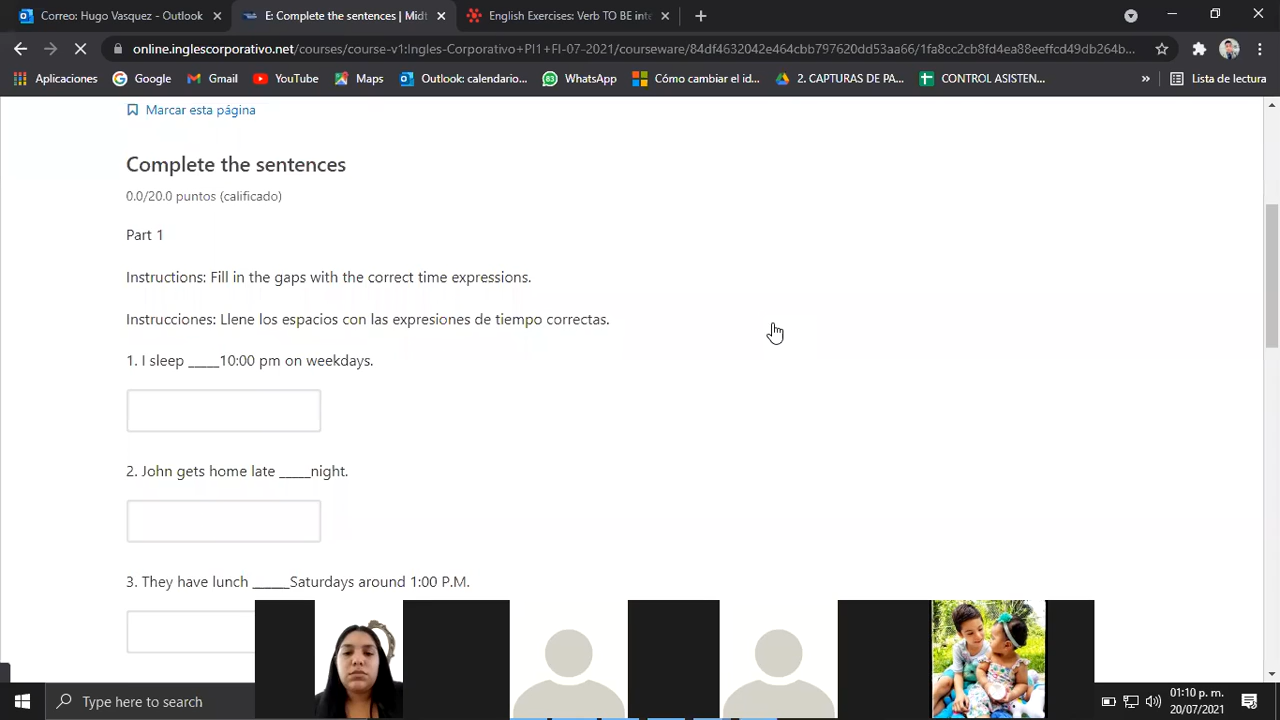 Correo: Hugo Vasquez - Outlook
E: Complete the sentences | Midt
English Exercises: Verb TO BE inte
online.inglescorporativo.net/courses/course-v1:Ingles-Corporativo+PI1+FI-07-2021/courseware/84df4632042e464cbb797620dd53aa66/1fa8cc2cb8fd4ea88eeffcd49db264b...
Aplicaciones Google Gmail YouTube Maps Outlook: calendario... 83 WhatsApp Cómo cambiar el id... 2. CAPTURAS DE PA... CONTROL ASISTEN... » Lista de lectura
Marcar esta página
Complete the sentences
0.0/20.0 puntos (calificado)
Part 1
Instructions: Fill in the gaps with the correct time expressions.
Instrucciones: Llene los espacios con las expresiones de tiempo correctas.
1. I sleep _____10:00 pm on weekdays.
2. John gets home late _____night.
3. They have lunch ______Saturdays around 1:00 P.M.
Type here to search
01:10 p. m.
20/07/2021